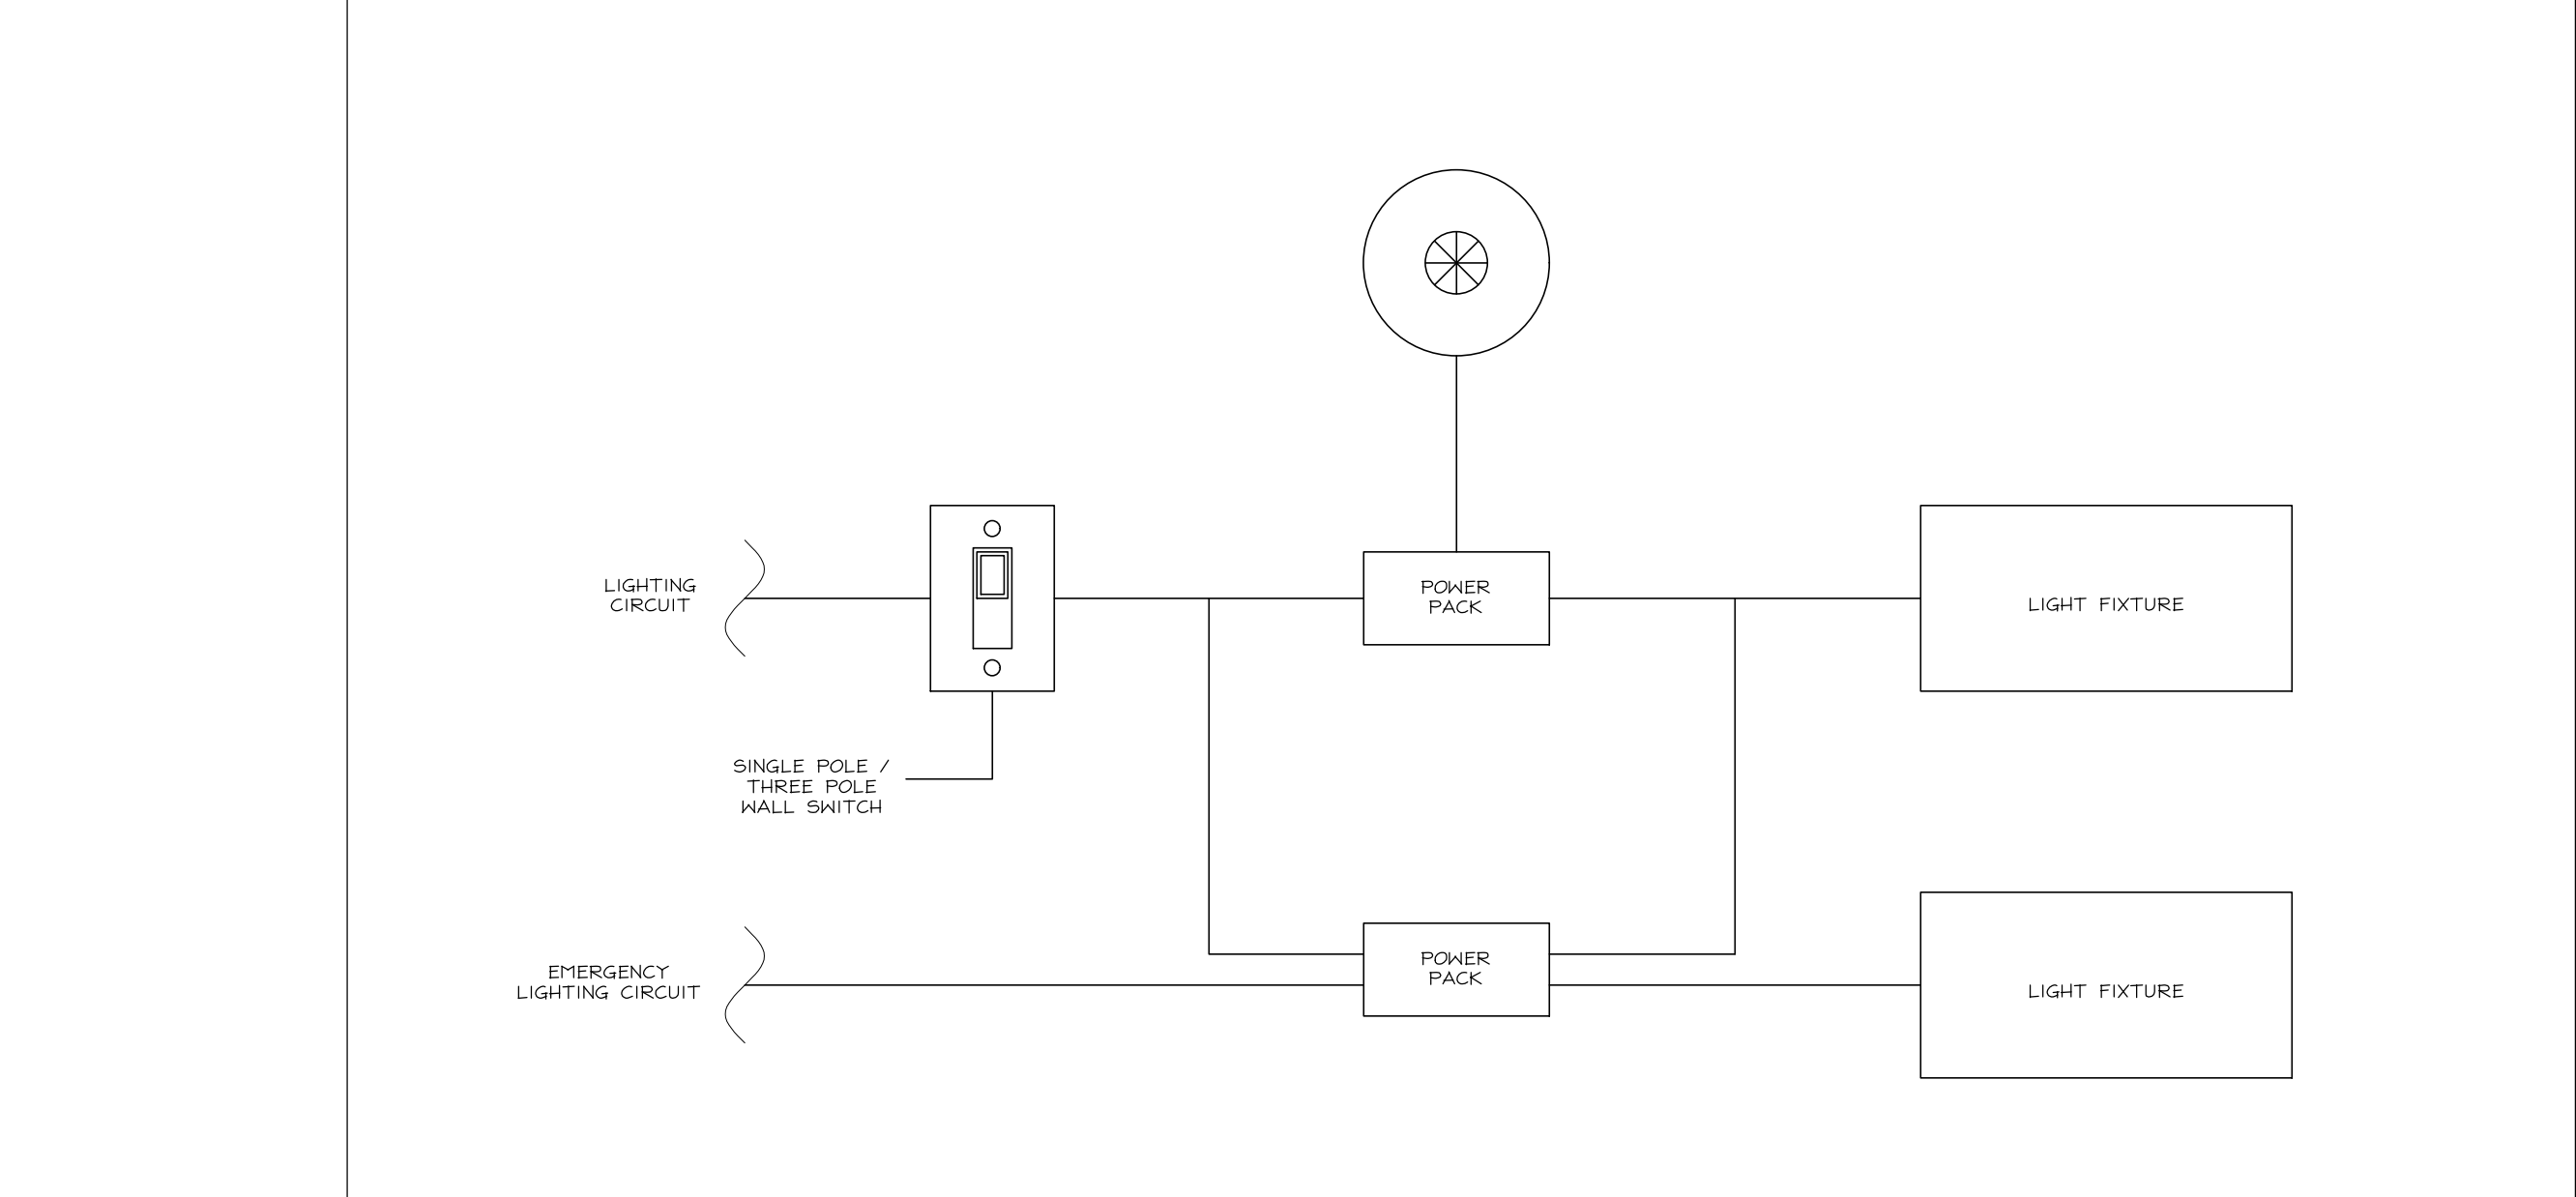 LIGHTING
CIRCUIT
POWER
PACK
LIGHT FIXTURE
SINGLE POLE /
THREE POLE
WALL SWITCH
EMERGENCY
LIGHTING CIRCUIT
POWER
PACK
LIGHT FIXTURE